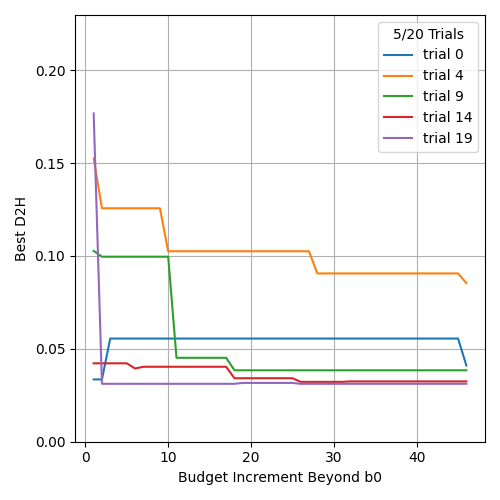 5/20 Trials
trial 0
trial 4
trial 9
trial 14
trial 19
Best D2H
0.20
0.15
0.10
0.05
0.00
0
10
20
30
40
Budget Increment Beyond b0